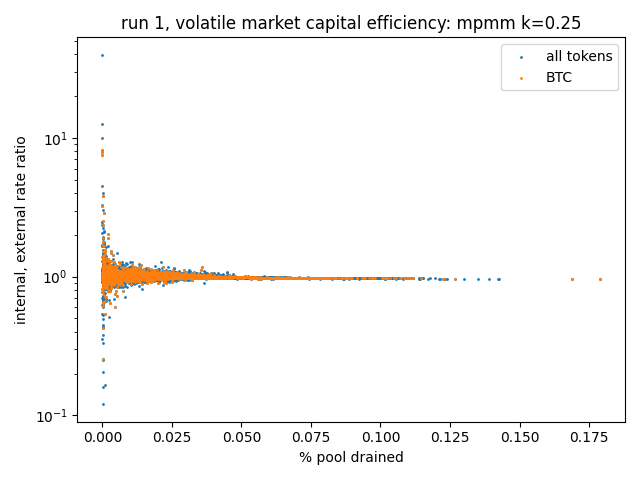 run 1, volatile market capital efficiency: mpmm k=0.25
all tokens
BTC
internal, external rate ratio
10¹
10⁰
10⁻¹
0.000 0.025 0.050 0.075 0.100 0.125 0.150 0.175
% pool drained